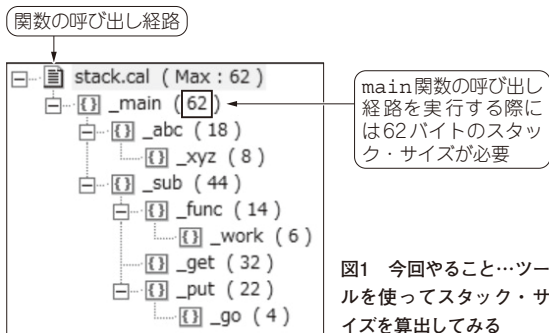 関数の呼び出し経路
stack.cal ( Max : 62 )
{} _main ( 62 )
{} _abc ( 18 )
{} _xyz ( 8 )
{} _sub ( 44 )
{} _func ( 14 )
{} _work ( 6 )
{} _get ( 32 )
{} _put ( 22 )
{} _go ( 4 )
main関数の呼び出し
経路を実行する際に
は62バイトのスタッ
ク・サイズが必要
図1 今回やること…ツー
ルを使ってスタック・サ
イズを算出してみる